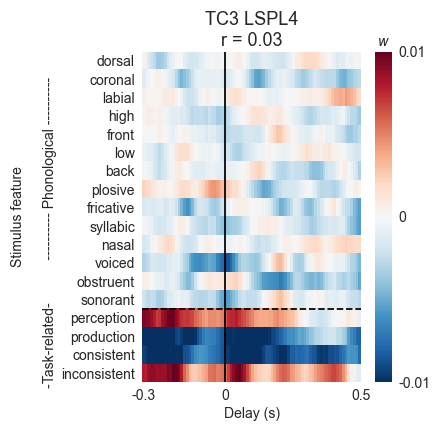 TC3 LSPL4
r = 0.03
w
Stimulus feature
---------- Phonological ----------
-Task-related-
dorsal
coronal
labial
high
front
low
back
plosive
fricative
syllabic
nasal
voiced
obstruent
sonorant
perception
production
consistent
inconsistent
0.01
0
-0.01
-0.3
0
0.5
Delay (s)